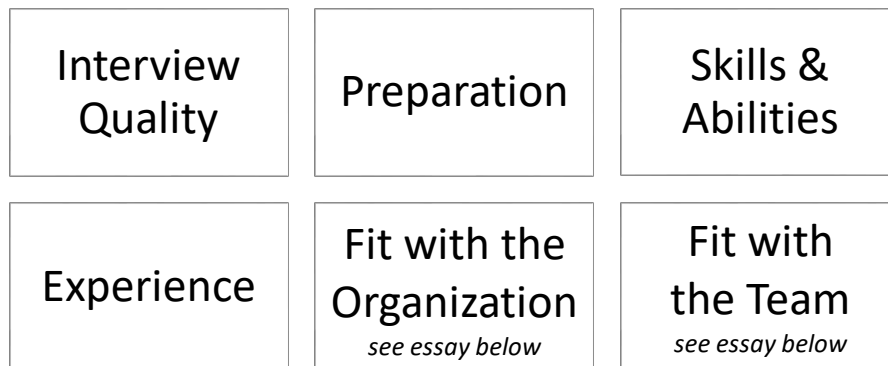 Interview
Quality
Preparation
Skills &
Abilities
Experience
Fit with the
Organization
see essay below
Fit with
the Team
see essay below